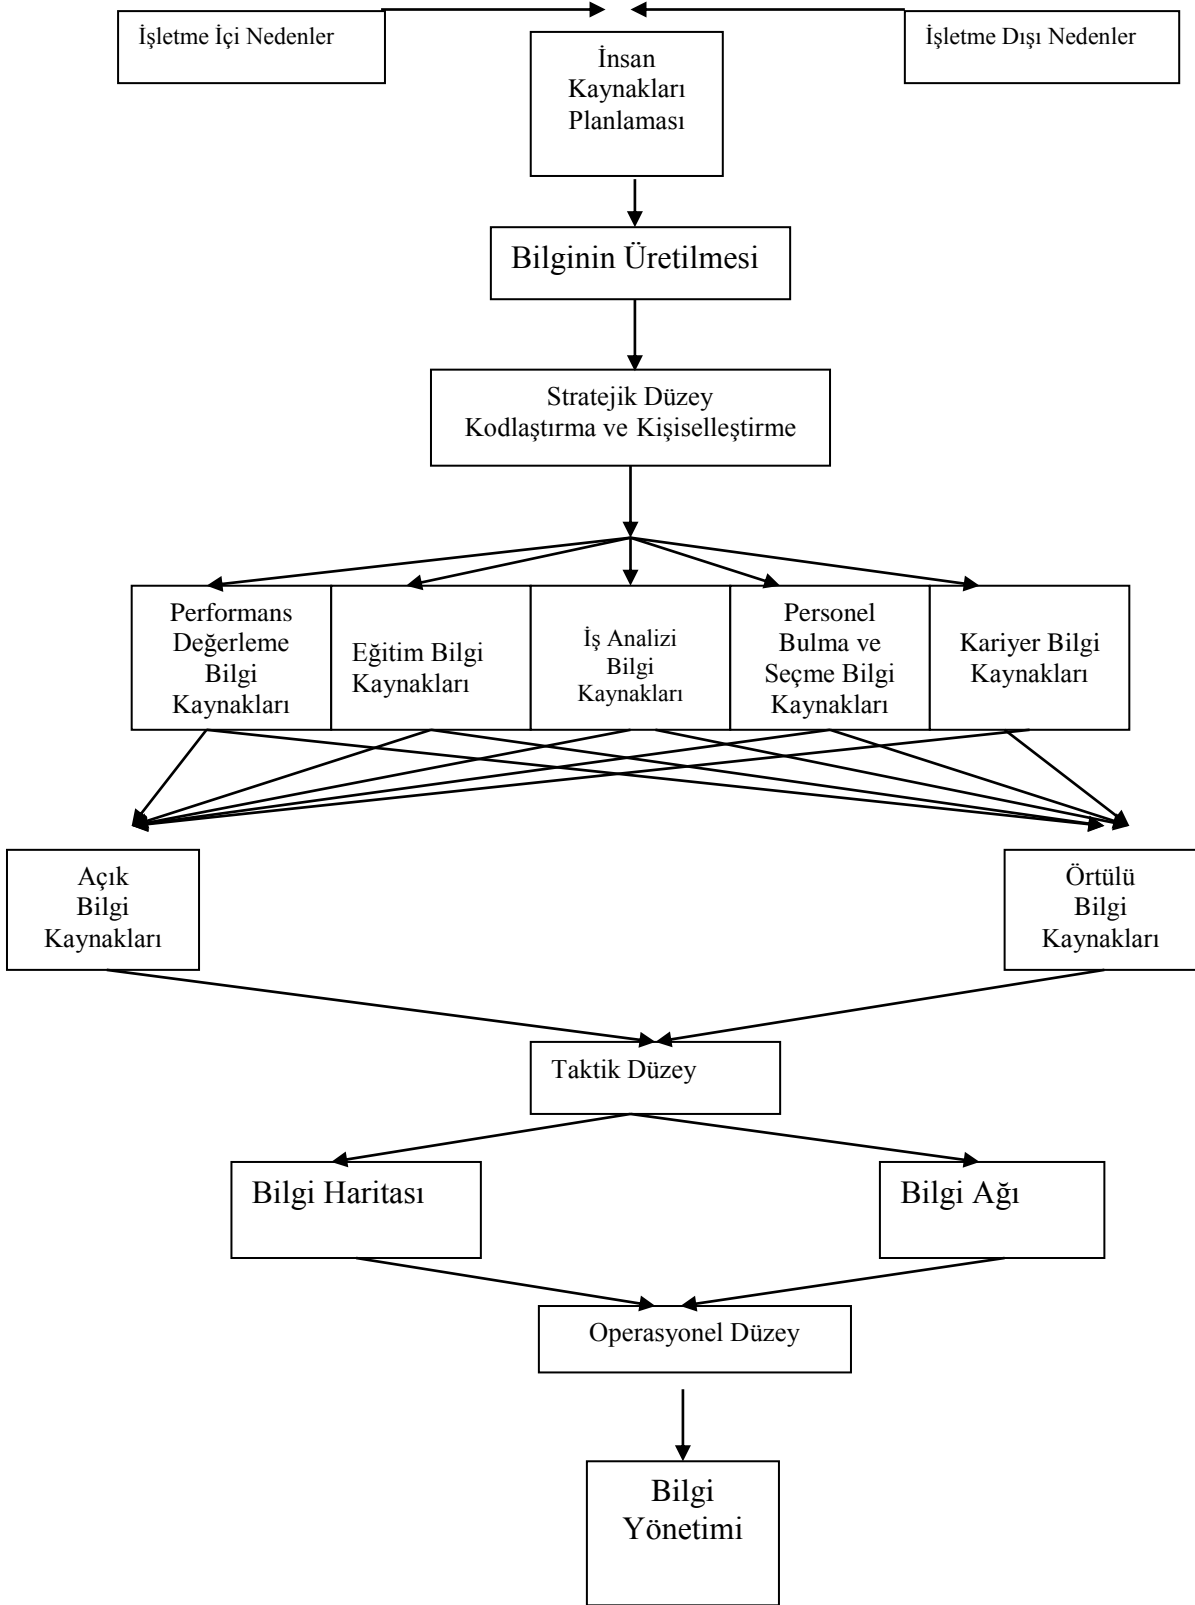 İşletme İçi Nedenler
İşletme Dışı Nedenler
İnsan
Kaynakları
Planlaması
Bilginin Üretilmesi
Stratejik Düzey
Kodlaştırma ve Kişiselleştirme
Performans
Değerleme
Bilgi
Kaynakları
Eğitim Bilgi
Kaynakları
İş Analizi
Bilgi
Kaynakları
Personel
Bulma ve
Seçme Bilgi
Kaynakları
Kariyer Bilgi
Kaynakları
Açık
Bilgi
Kaynakları
Örtülü
Bilgi
Kaynakları
Taktik Düzey
Bilgi Haritası
Bilgi Ağı
Operasyonel Düzey
Bilgi
Yönetimi